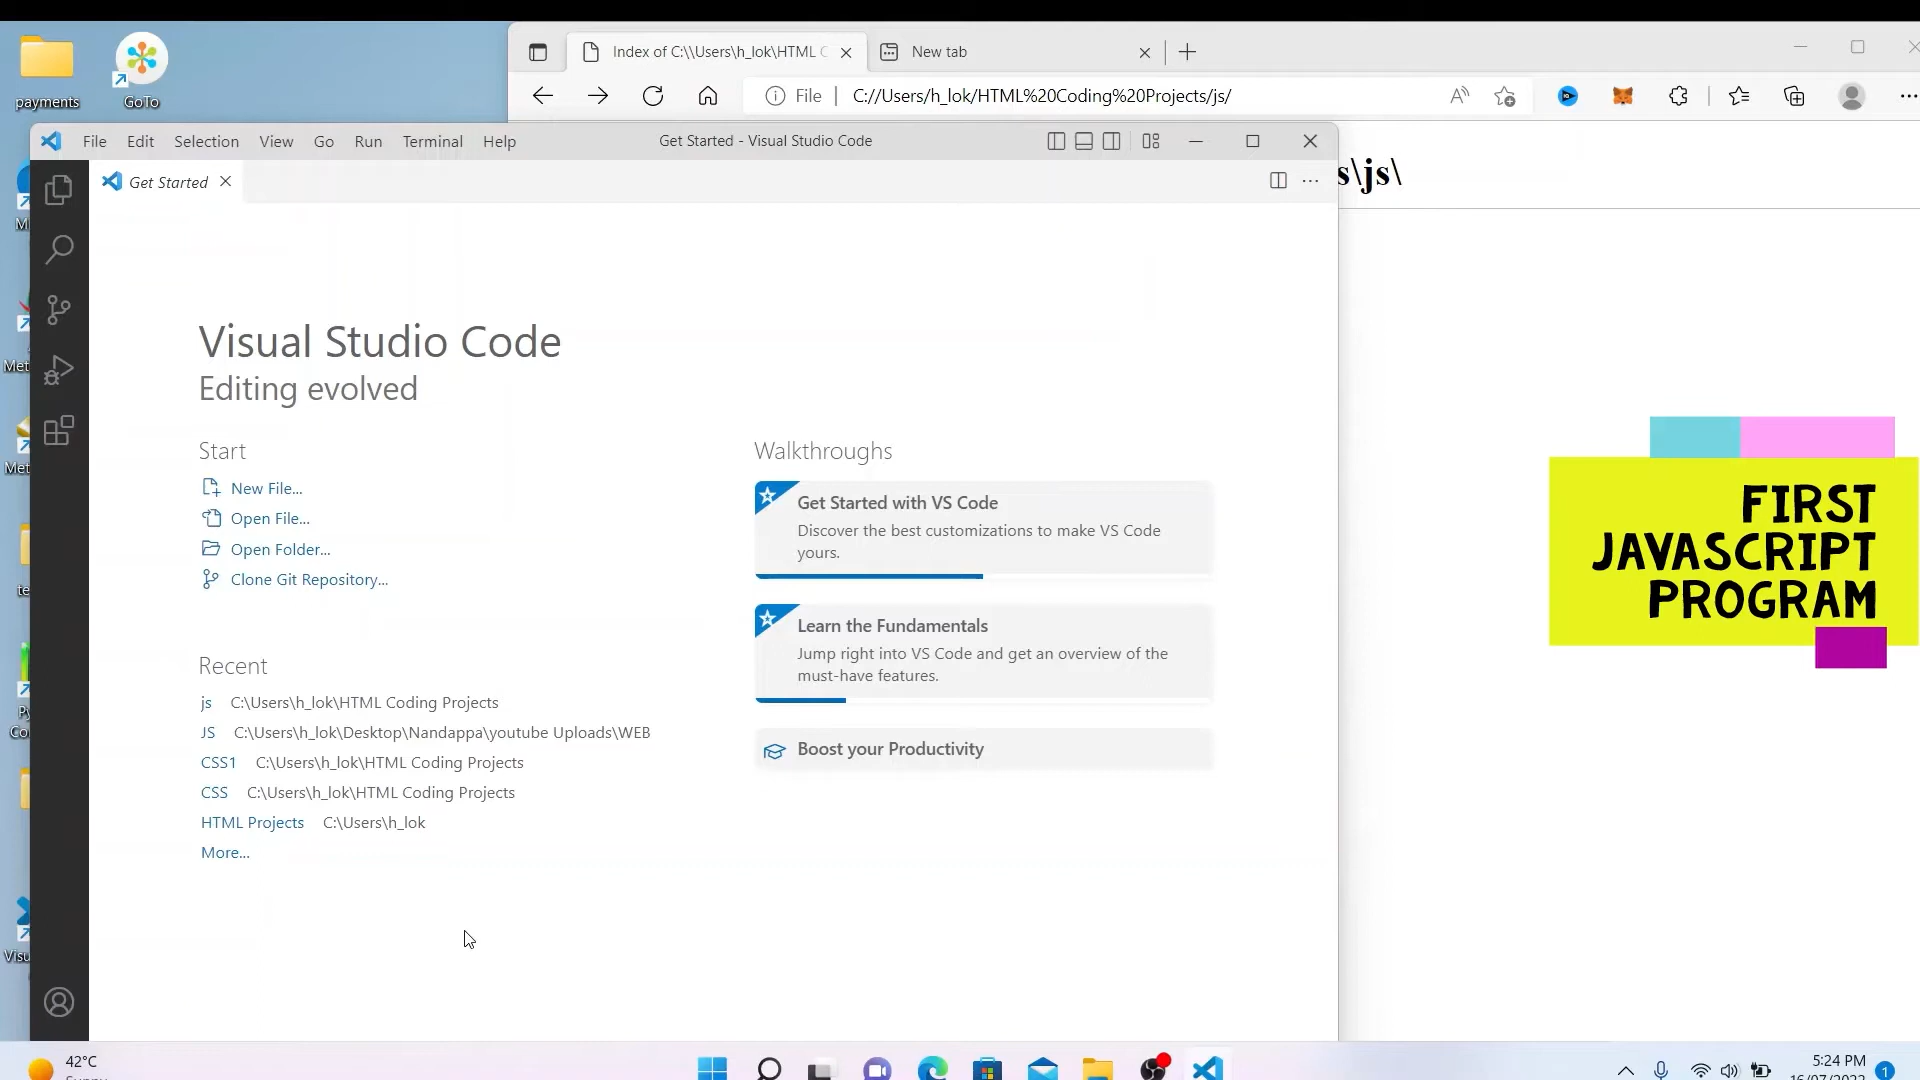 payments
GoTo
Index of C:\\Users\h_lok\HTML C
New tab
File
C://Users/h_lok/HTML%20Coding%20Projects/js/
File Edit Selection View Go Run Terminal Help
Get Started - Visual Studio Code
Get Started
s\js\
Visual Studio Code
Editing evolved
Start
New File...
Open File...
Open Folder...
Clone Git Repository...
Recent
js C:\Users\h_lok\HTML Coding Projects
JS C:\Users\h_lok\Desktop\Nandappa\youtube Uploads\WEB
CSS1 C:\Users\h_lok\HTML Coding Projects
CSS C:\Users\h_lok\HTML Coding Projects
HTML Projects C:\Users\h_lok
More...
Walkthroughs
Get Started with VS Code
Discover the best customizations to make VS Code
yours.
Learn the Fundamentals
Jump right into VS Code and get an overview of the
must-have features.
Boost your Productivity
FIRST
JAVASCRIPT
PROGRAM
42°C
5:24 PM
1